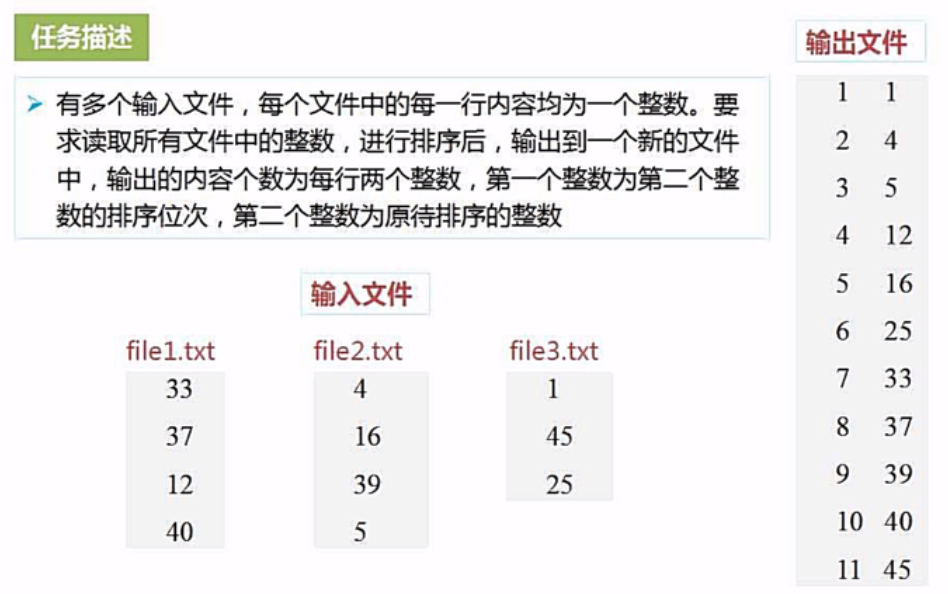 任务描述
有多个输入文件，每个文件中的每一行内容均为一个整数。要
求读取所有文件中的整数，进行排序后，输出到一个新的文件
中，输出的内容个数为每行两个整数，第一个整数为第二个整
数的排序位次，第二个整数为原待排序的整数
输入文件
file1.txt
33
37
12
40
file2.txt
4
16
39
5
file3.txt
1
45
25
输出文件
1 1
2 4
3 5
4 12
5 16
6 25
7 33
8 37
9 39
10 40
11 45